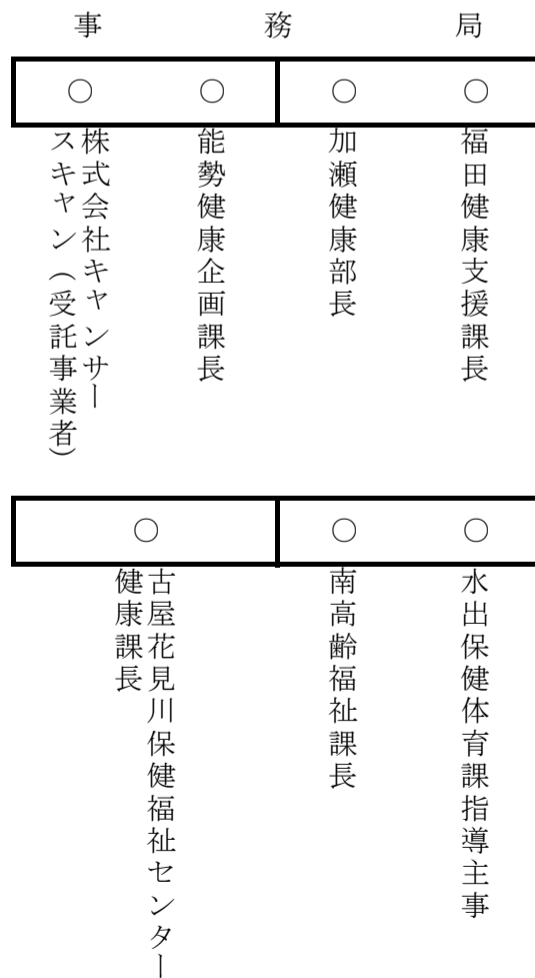 事務局
○ ○ ○ ○
福田健康支援課長
加瀬健康部長
能勢健康企画課長
株式会社キャンサー
スキャン（受託事業者）
○ ○ ○
水出保健体育課指導主事
南高齢福祉課長
古屋花見川保健福祉センター
健康課長